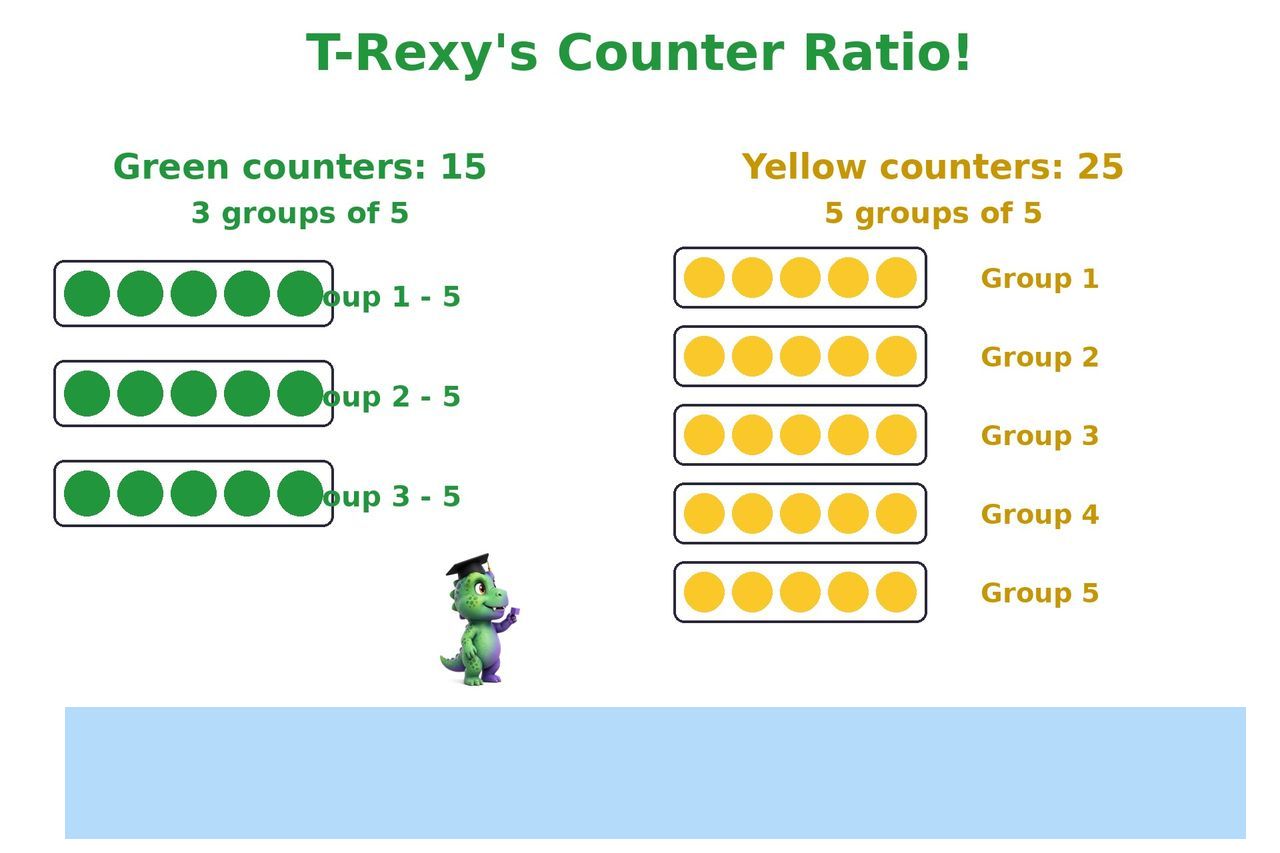 T-Rexy's Counter Ratio!
Green counters: 15
3 groups of 5
oup 1 - 5
oup 2 - 5
oup 3 - 5
Yellow counters: 25
5 groups of 5
Group 1
Group 2
Group 3
Group 4
Group 5